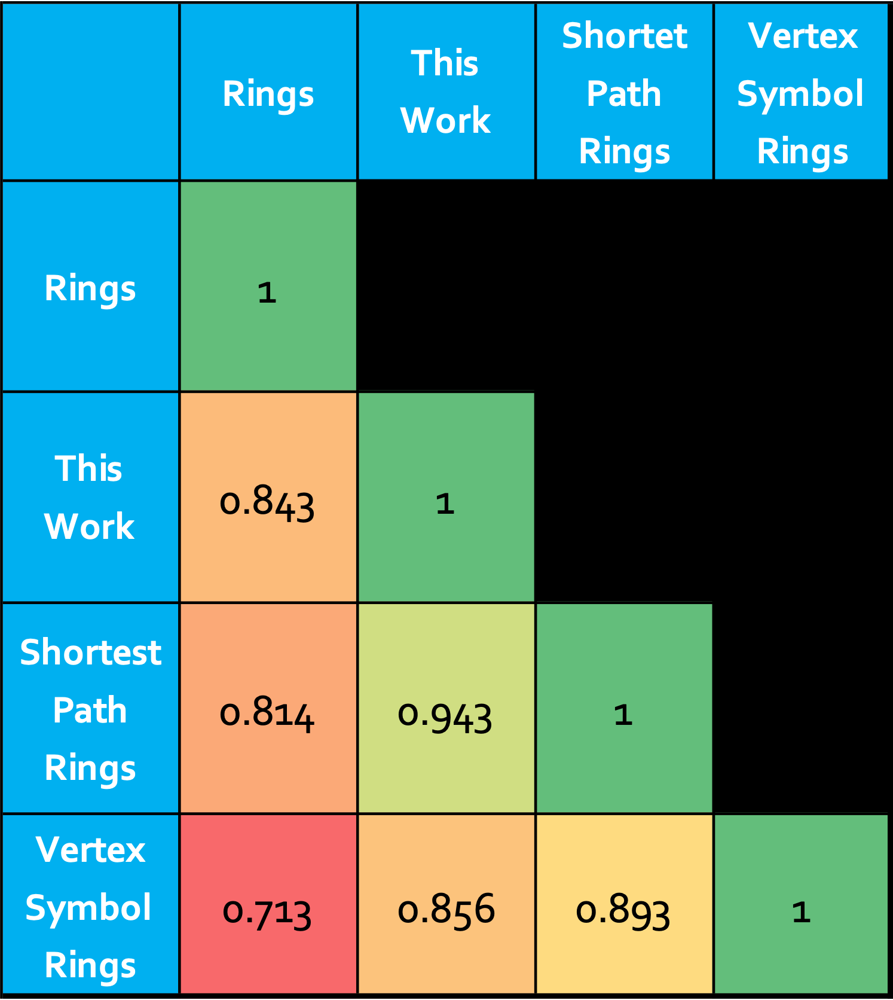 Rings
This
Work
Shortet
Path
Rings
Vertex
Symbol
Rings
Rings
1
This
Work
0.843
1
Shortest
Path
Rings
0.814
0.943
1
Vertex
Symbol
Rings
0.713
0.856
0.893
1